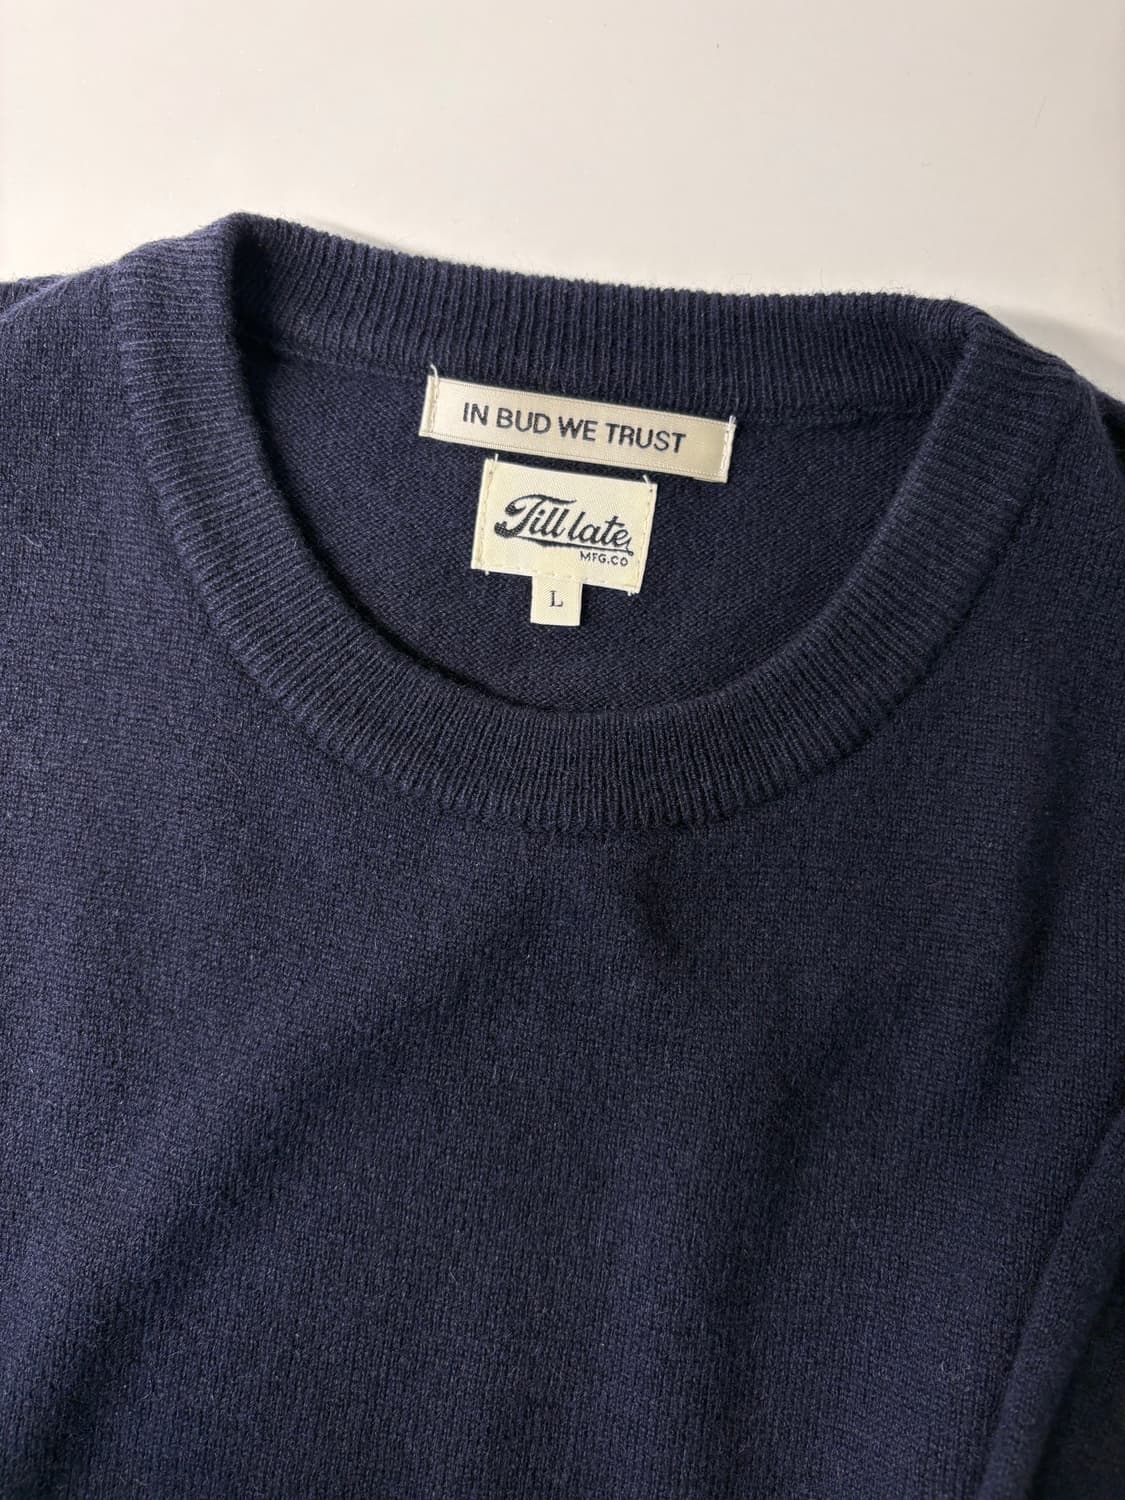 IN BUD WE TRUST
Till late
MFG.CO
L